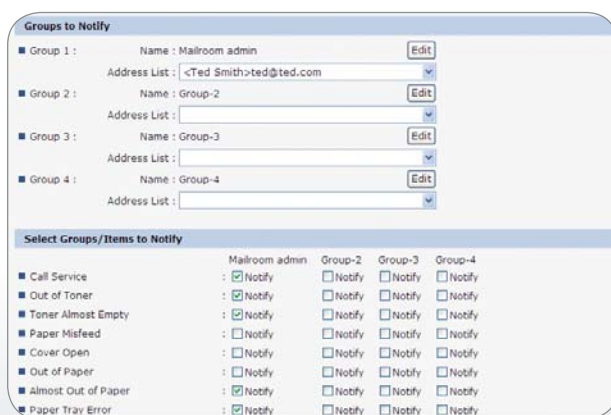 Groups to Notify
Group 1 : Name : Mailroom admin Edit
Address List : <Ted Smith>ted@ted.com
Group 2 : Name : Group-2 Edit
Address List :
Group 3 : Name : Group-3 Edit
Address List :
Group 4 : Name : Group-4 Edit
Address List :
Select Groups/Items to Notify
Mailroom admin Group-2 Group-3 Group-4
Call Service : Notify Notify Notify Notify
Out of Toner : Notify Notify Notify Notify
Toner Almost Empty : Notify Notify Notify Notify
Paper Misfeed : Notify Notify Notify Notify
Cover Open : Notify Notify Notify Notify
Out of Paper : Notify Notify Notify Notify
Almost Out of Paper : Notify Notify Notify Notify
Paper Tray Error : Notify Notify Notify Notify